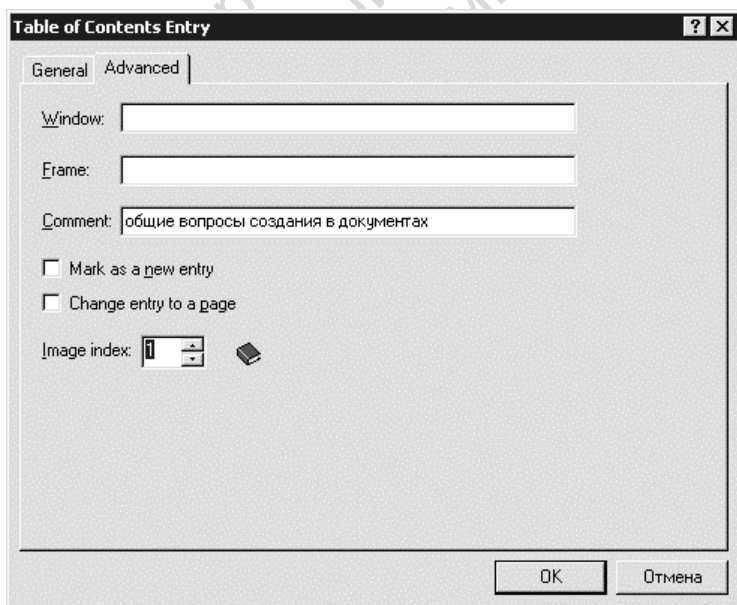 Table of Contents Entry
General Advanced
Window:
Frame:
Comment: общие вопросы создания в документах
Mark as a new entry
Change entry to a page
Image index: 1
OK Отмена